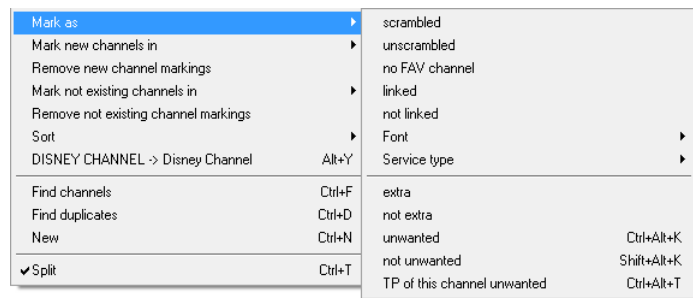 Mark as
Mark new channels in
Remove new channel markings
Mark not existing channels in
Remove not existing channel markings
Sort
DISNEY CHANNEL -> Disney Channel Alt+Y
Find channels Ctrl+F
Find duplicates Ctrl+D
New Ctrl+N
Split Ctrl+T
scrambled
unscrambled
no FAV channel
linked
not linked
Font
Service type
extra
not extra
unwanted Ctrl+Alt+K
not unwanted Shift+Alt+K
TP of this channel unwanted Ctrl+Alt+T